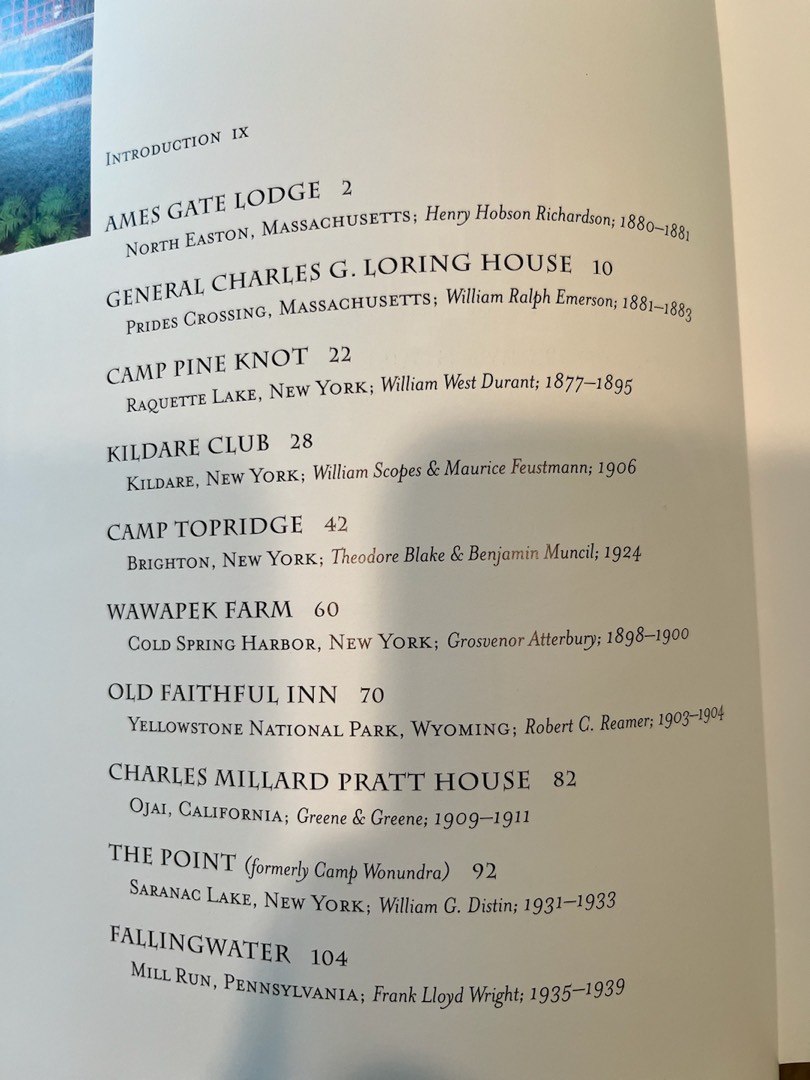 Introduction IX
AMES GATE LODGE 2
North Easton, Massachusetts; Henry Hobson Richardson; 1880–1881
GENERAL CHARLES G. LORING HOUSE 10
Prides Crossing, Massachusetts; William Ralph Emerson; 1881–1883
CAMP PINE KNOT 22
Raquette Lake, New York; William West Durant; 1877–1895
KILDARE CLUB 28
Kildare, New York; William Scopes & Maurice Feustmann; 1906
CAMP TOPRIDGE 42
Brighton, New York; Theodore Blake & Benjamin Muncil; 1924
WAWAPEK FARM 60
Cold Spring Harbor, New York; Grosvenor Atterbury; 1898–1900
OLD FAITHFUL INN 70
Yellowstone National Park, Wyoming; Robert C. Reamer; 1903–1904
CHARLES MILLARD PRATT HOUSE 82
Ojai, California; Greene & Greene; 1909–1911
THE POINT (formerly Camp Wonundra) 92
Saranac Lake, New York; William G. Distin; 1931–1933
FALLINGWATER 104
Mill Run, Pennsylvania; Frank Lloyd Wright; 1935–1939